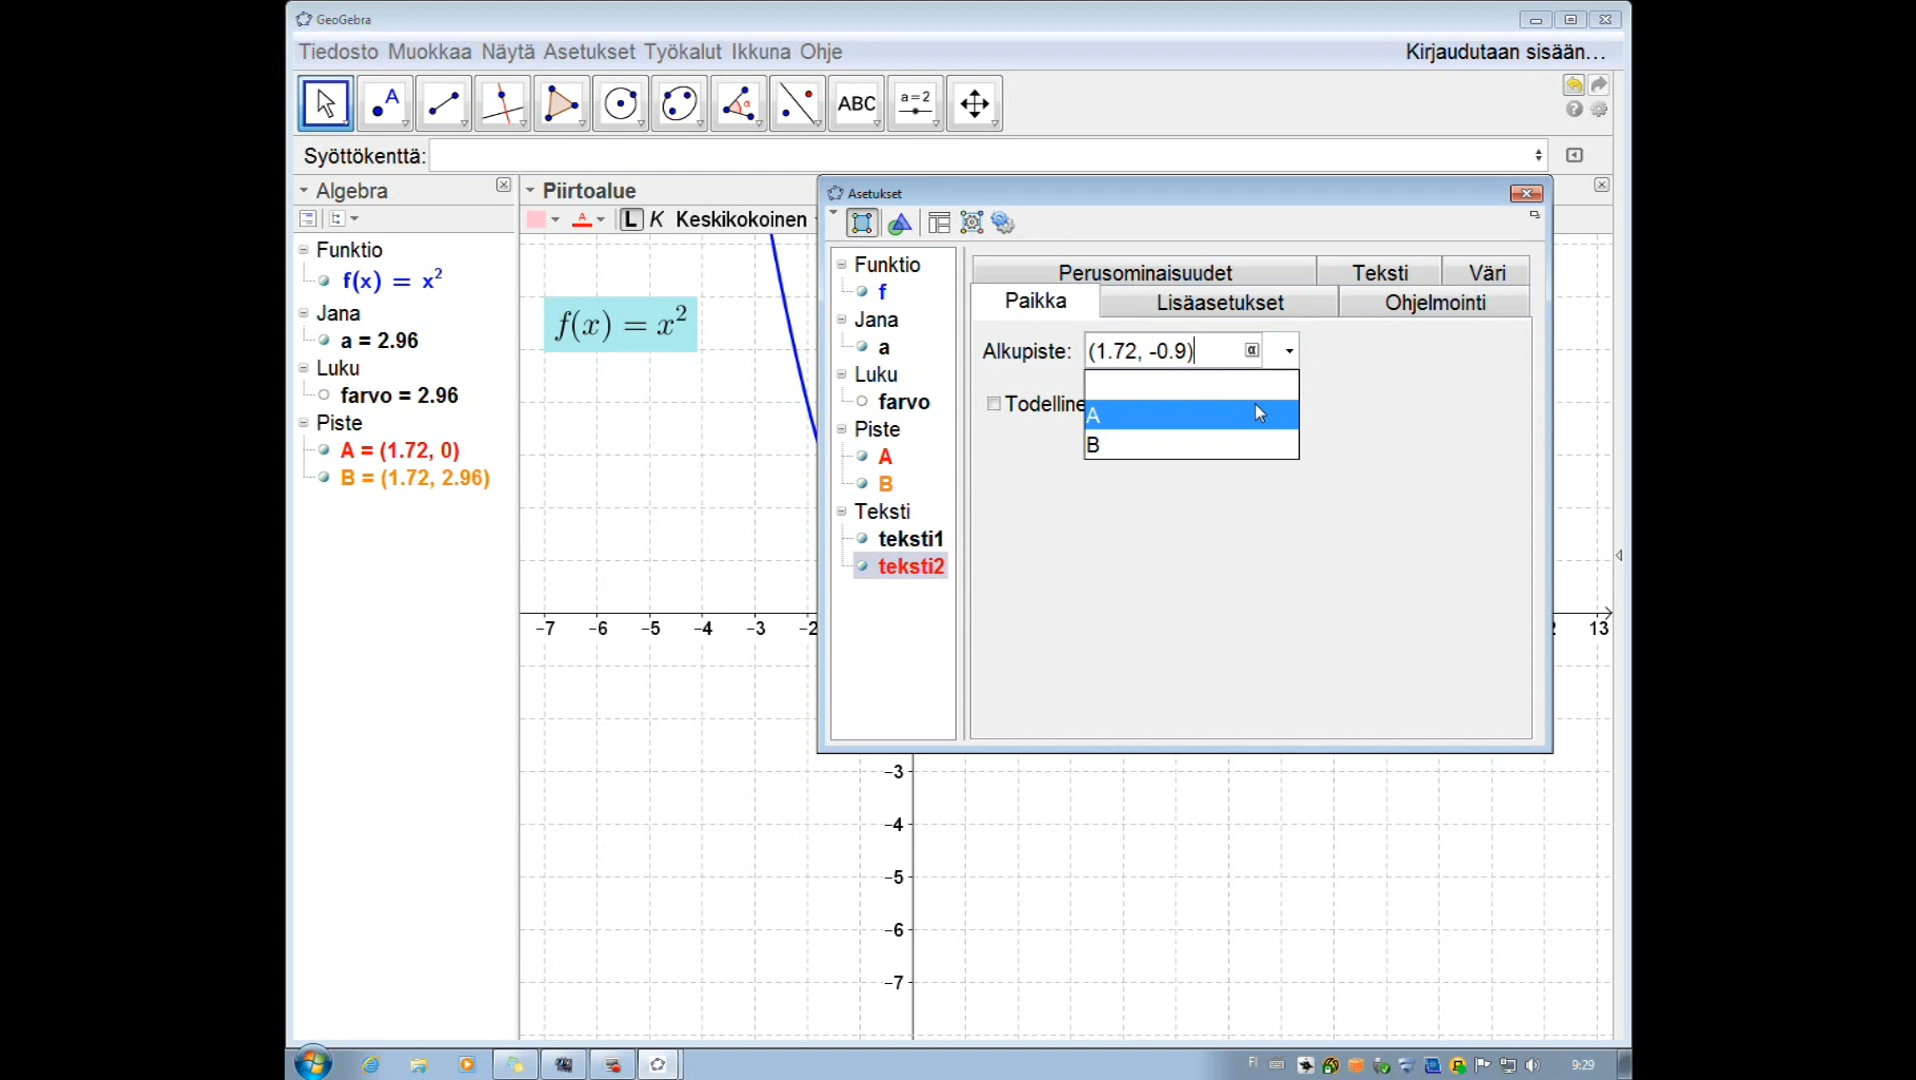 GeoGebra
Tiedosto Muokkaa Näytä Asetukset Työkalut Ikkuna Ohje
Kirjaudutaan sisään...
A
α
ABC
a=2
Syöttökenttä:
Algebra
Piirtoalue
A L K Keskikokoinen
Funktio
f(x) = x²
Jana
a = 2.96
Luku
farvo = 2.96
Piste
A = (1.72, 0)
B = (1.72, 2.96)
f(x) = x²
-7 -6 -5 -4 -3 -2
13
-3
-4
-5
-6
-7
Asetukset
Funktio
f
Jana
a
Luku
farvo
Piste
A
B
Teksti
teksti1
teksti2
Perusominaisuudet Teksti Väri
Paikka Lisäasetukset Ohjelmointi
Alkupiste: (1.72, -0.9) α
Todelline
A
B
FI
9:29